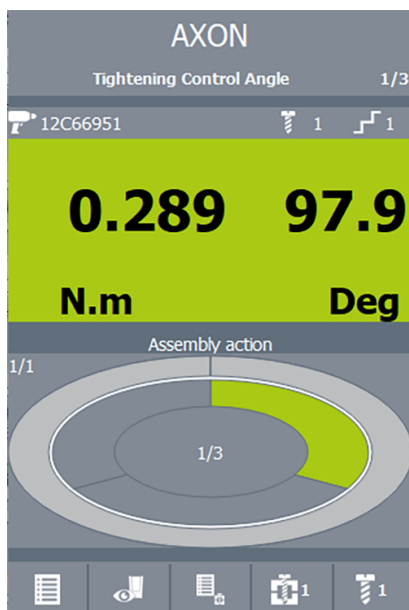 AXON
Tightening Control Angle 1/3
12C66951 1 1
0.289 97.9
N.m Deg
Assembly action
1/1
1/3
1 1